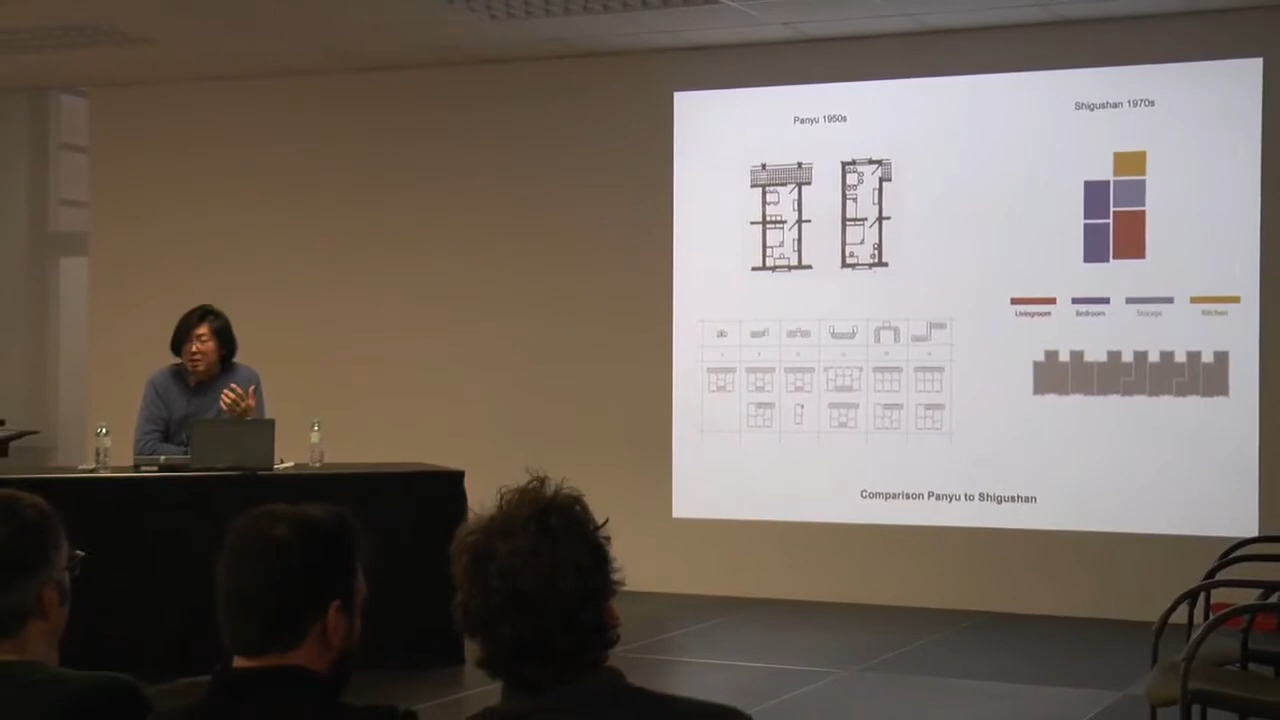 Panyu 1950s
Shigushan 1970s
Livingroom Bedroom Storage Kitchen
Comparison Panyu to Shigushan